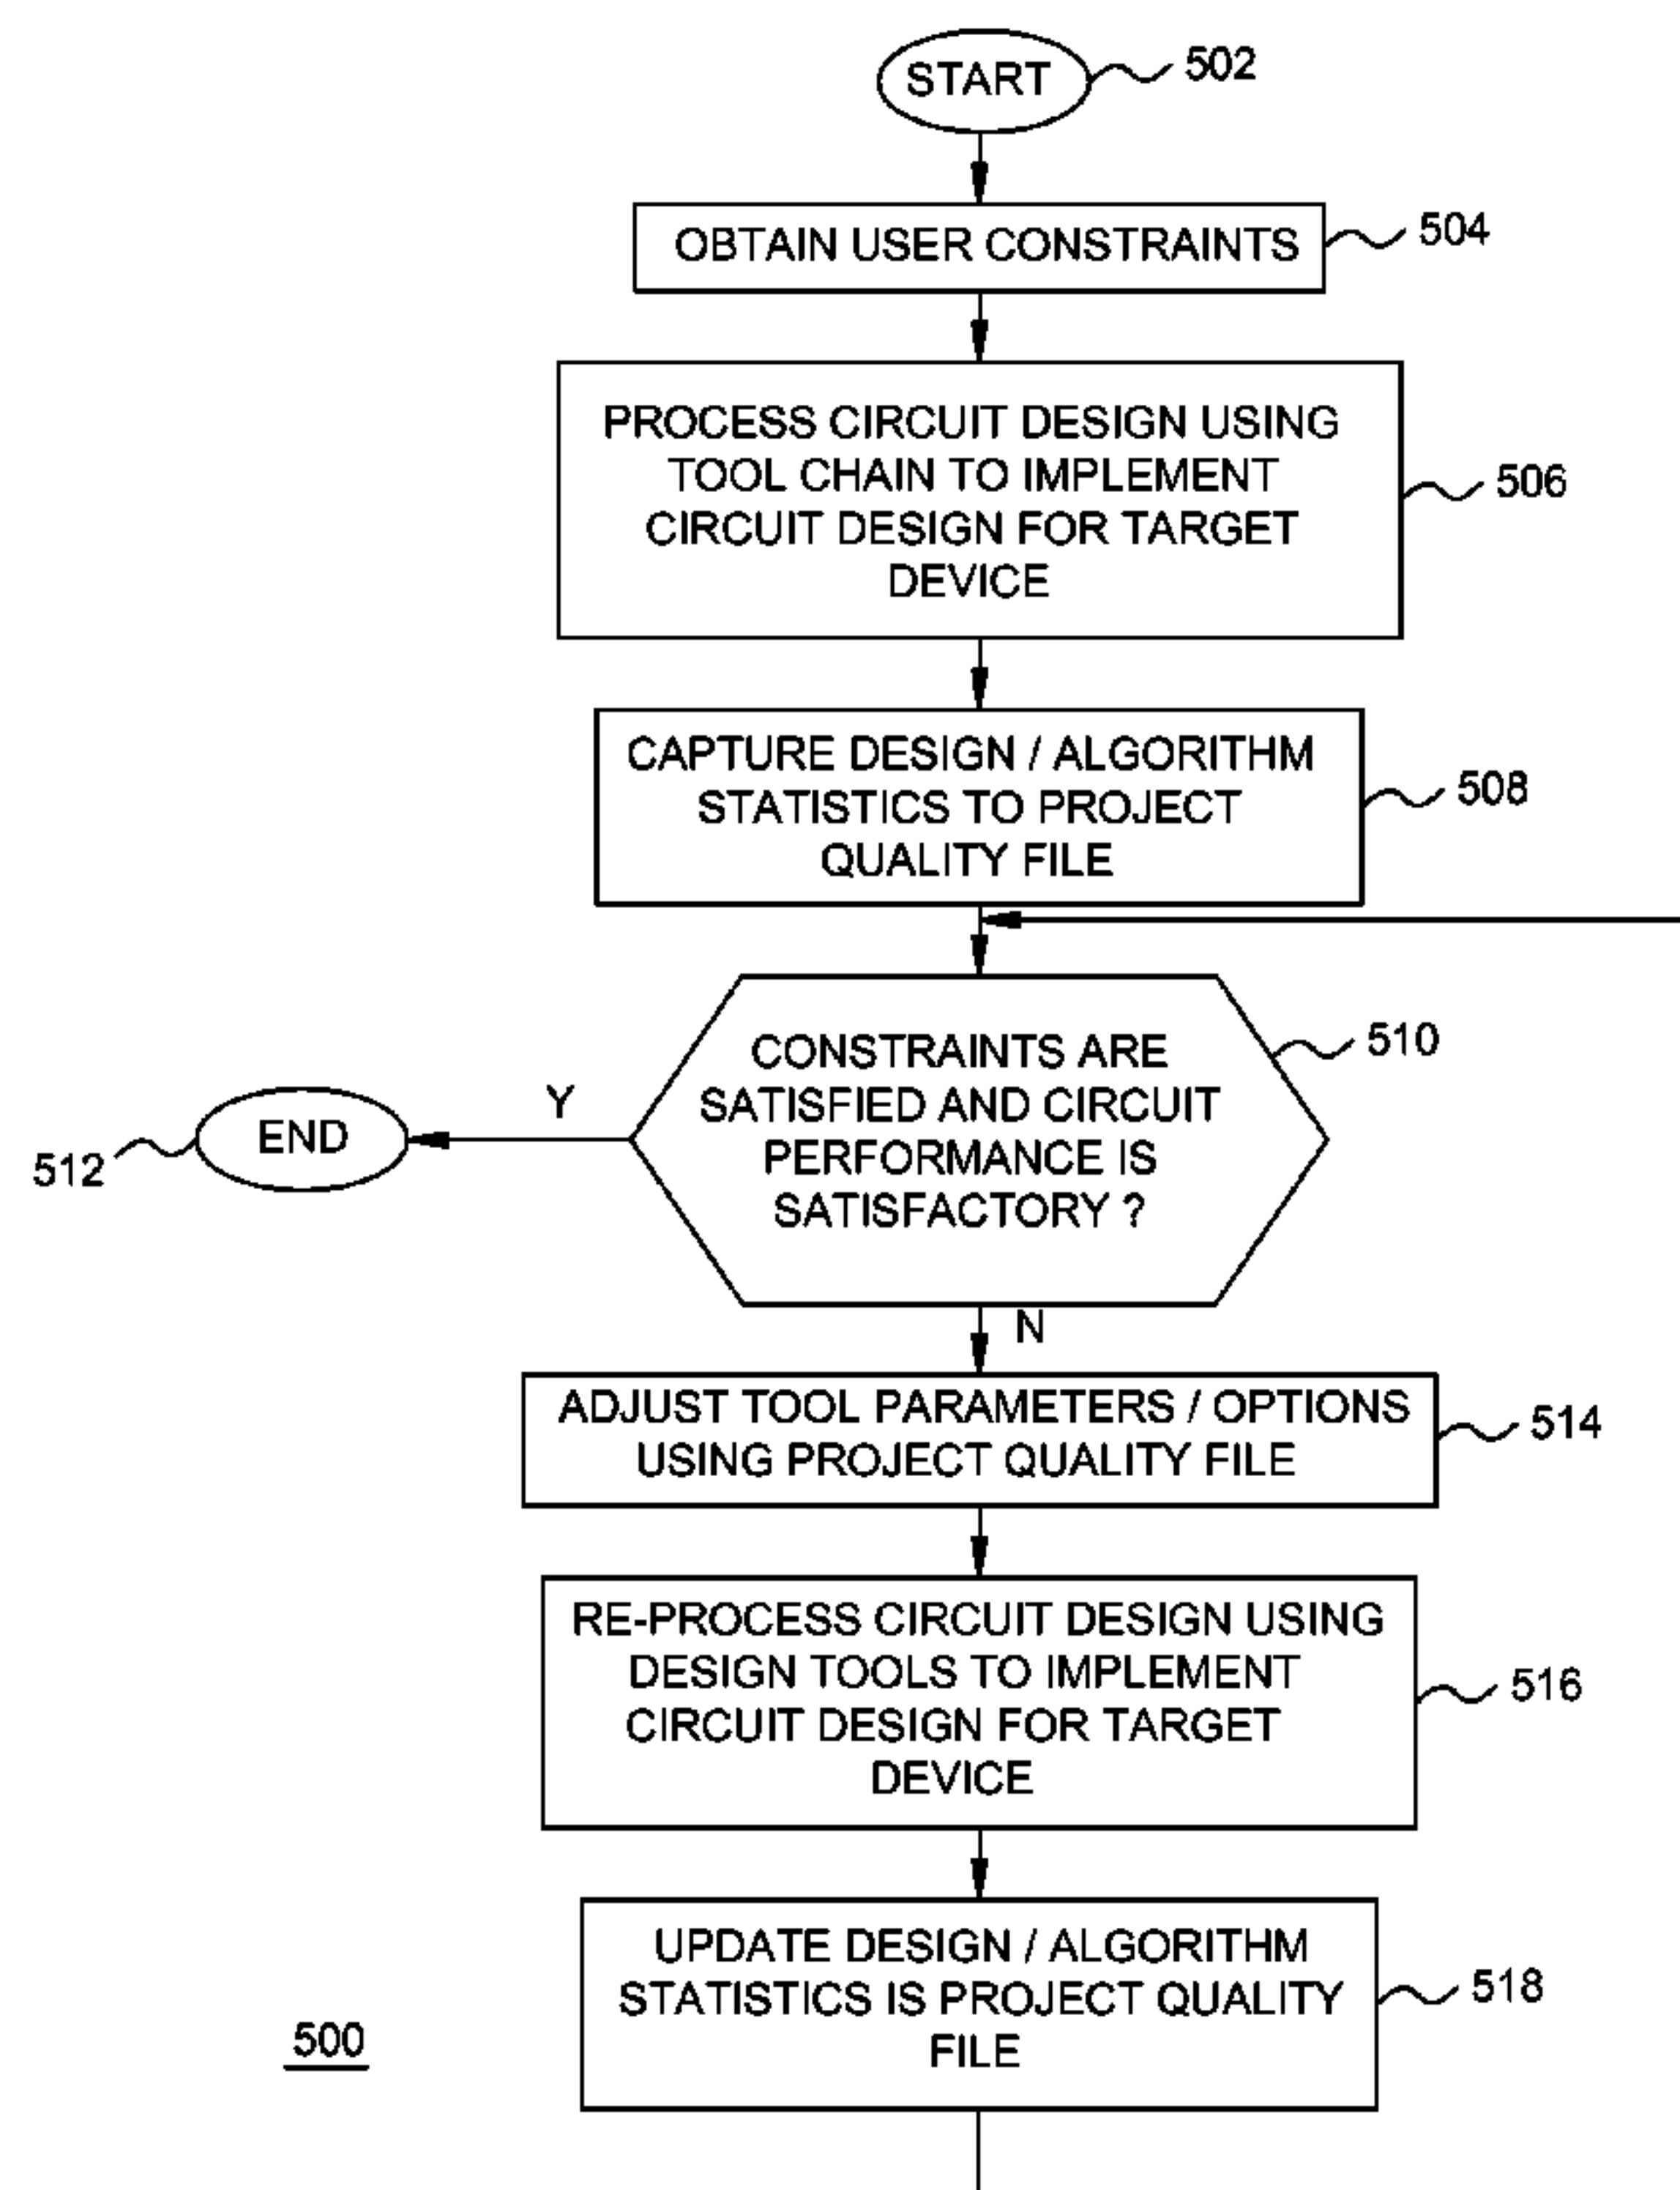 START
502
OBTAIN USER CONSTRAINTS
504
PROCESS CIRCUIT DESIGN USING
TOOL CHAIN TO IMPLEMENT
CIRCUIT DESIGN FOR TARGET
DEVICE
506
CAPTURE DESIGN / ALGORITHM
STATISTICS TO PROJECT
QUALITY FILE
508
CONSTRAINTS ARE
SATISFIED AND CIRCUIT
PERFORMANCE IS
SATISFACTORY ?
510
Y
END
512
N
ADJUST TOOL PARAMETERS / OPTIONS
USING PROJECT QUALITY FILE
514
RE-PROCESS CIRCUIT DESIGN USING
DESIGN TOOLS TO IMPLEMENT
CIRCUIT DESIGN FOR TARGET
DEVICE
516
UPDATE DESIGN / ALGORITHM
STATISTICS IS PROJECT QUALITY
FILE
518
500